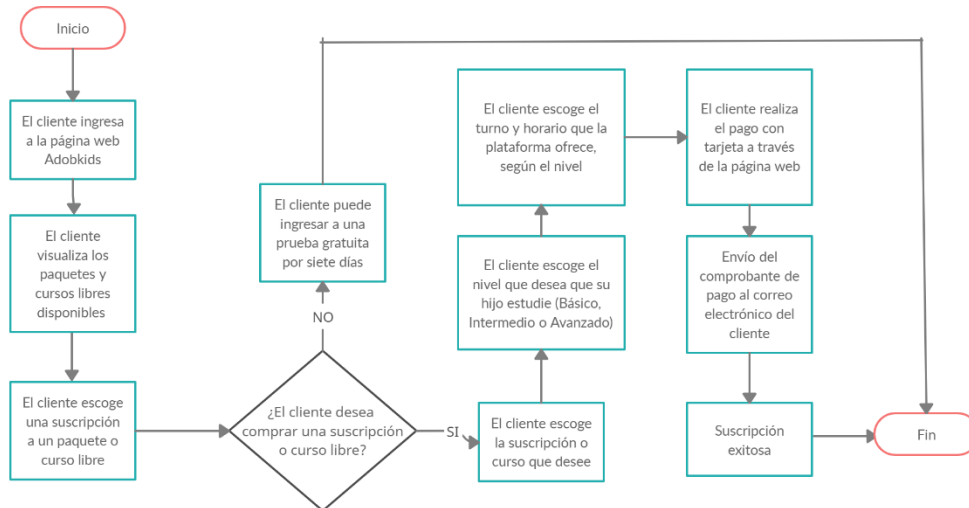 Inicio
El cliente ingresa
a la página web
Adobkids
El cliente
visualiza los
paquetes y
cursos libres
disponibles
El cliente escoge
una suscripción
a un paquete o
curso libre
¿El cliente desea
comprar una suscripción
o curso libre?
NO
El cliente puede
ingresar a una
prueba gratuita
por siete días
SI
El cliente escoge
la suscripción o
curso que desee
El cliente escoge el
nivel que desea que su
hijo estudie (Básico,
Intermedio o Avanzado)
El cliente escoge el
turno y horario que la
plataforma ofrece,
según el nivel
El cliente realiza
el pago con
tarjeta a través
de la página web
Envío del
comprobante de
pago al correo
electrónico del
cliente
Suscripción
exitosa
Fin